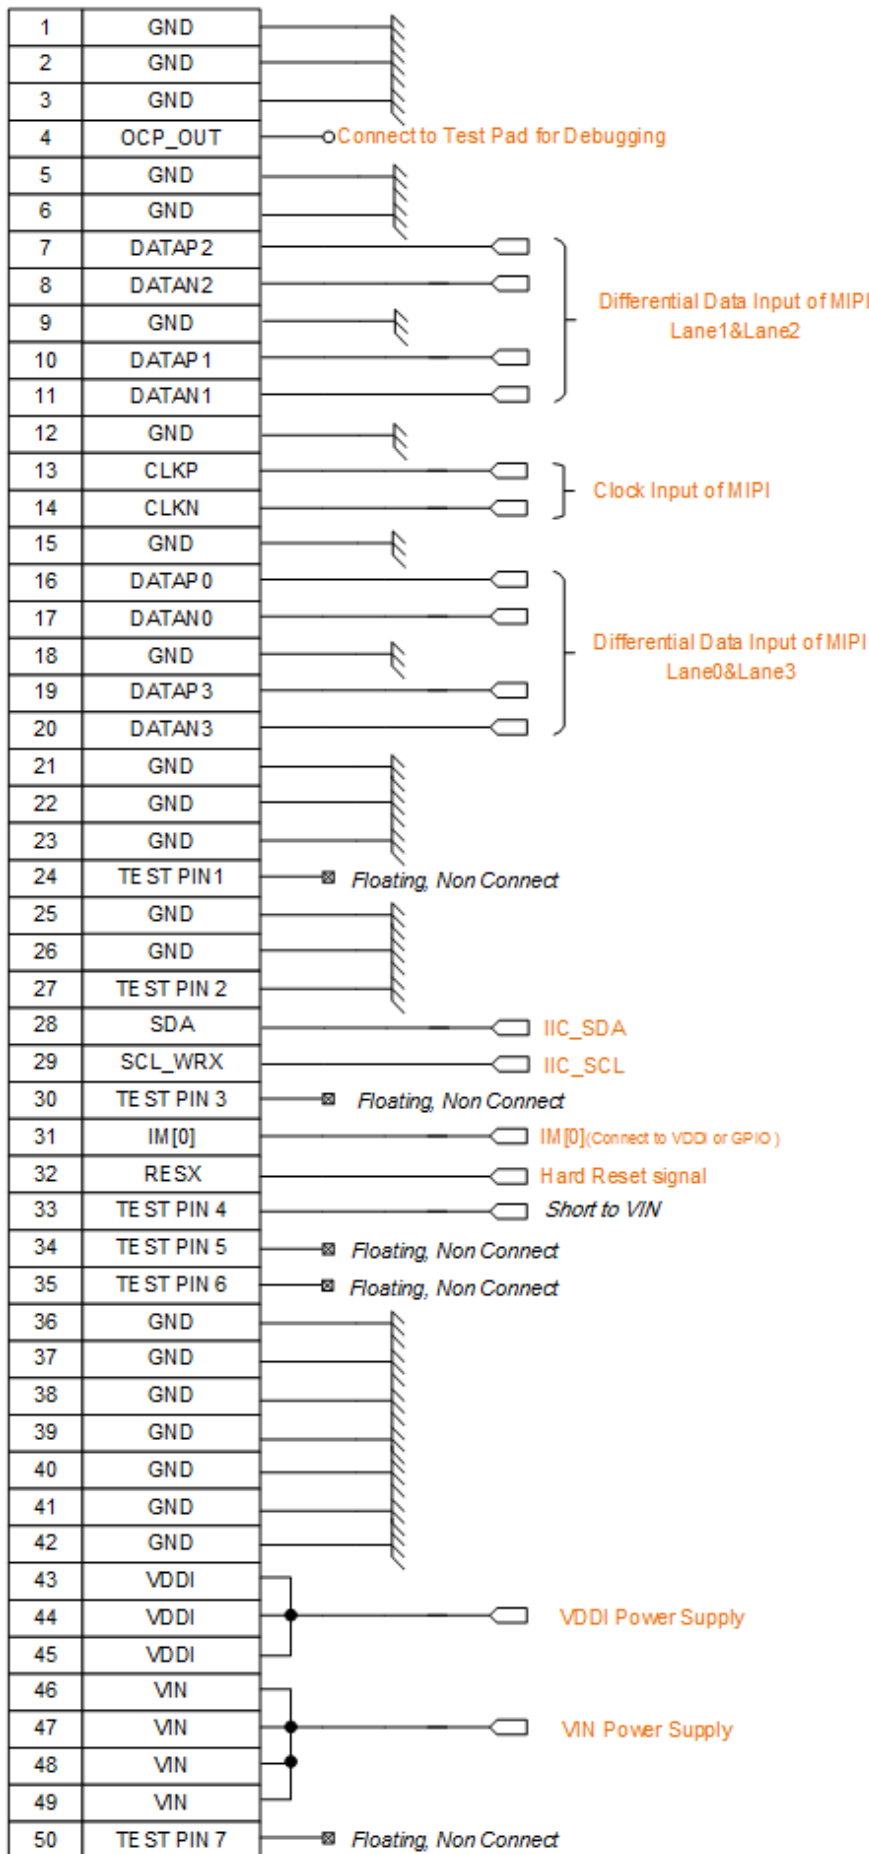 1 GND
2 GND
3 GND
4 OCP_OUT Connect to Test Pad for Debugging
5 GND
6 GND
7 DATAP2
8 DATAN2
Differential Data Input of MIPI
9 GND
Lane1&Lane2
10 DATAP1
11 DATAN1
12 GND
13 CLKP
Clock Input of MIPI
14 CLKN
15 GND
16 DATAP0
17 DATAN0
Differential Data Input of MIPI
18 GND
Lane0&Lane3
19 DATAP3
20 DATAN3
21 GND
22 GND
23 GND
24 TEST PIN1 Floating, Non Connect
25 GND
26 GND
27 TEST PIN 2
28 SDA IIC_SDA
29 SCL_WRX IIC_SCL
30 TEST PIN 3 Floating, Non Connect
31 IM[0] IM[0](Connect to VDDI or GPIO )
32 RESX Hard Reset signal
33 TEST PIN 4 Short to VIN
34 TEST PIN 5 Floating, Non Connect
35 TEST PIN 6 Floating, Non Connect
36 GND
37 GND
38 GND
39 GND
40 GND
41 GND
42 GND
43 VDDI
44 VDDI VDDI Power Supply
45 VDDI
46 VIN
47 VIN VIN Power Supply
48 VIN
49 VIN
50 TEST PIN 7 Floating, Non Connect